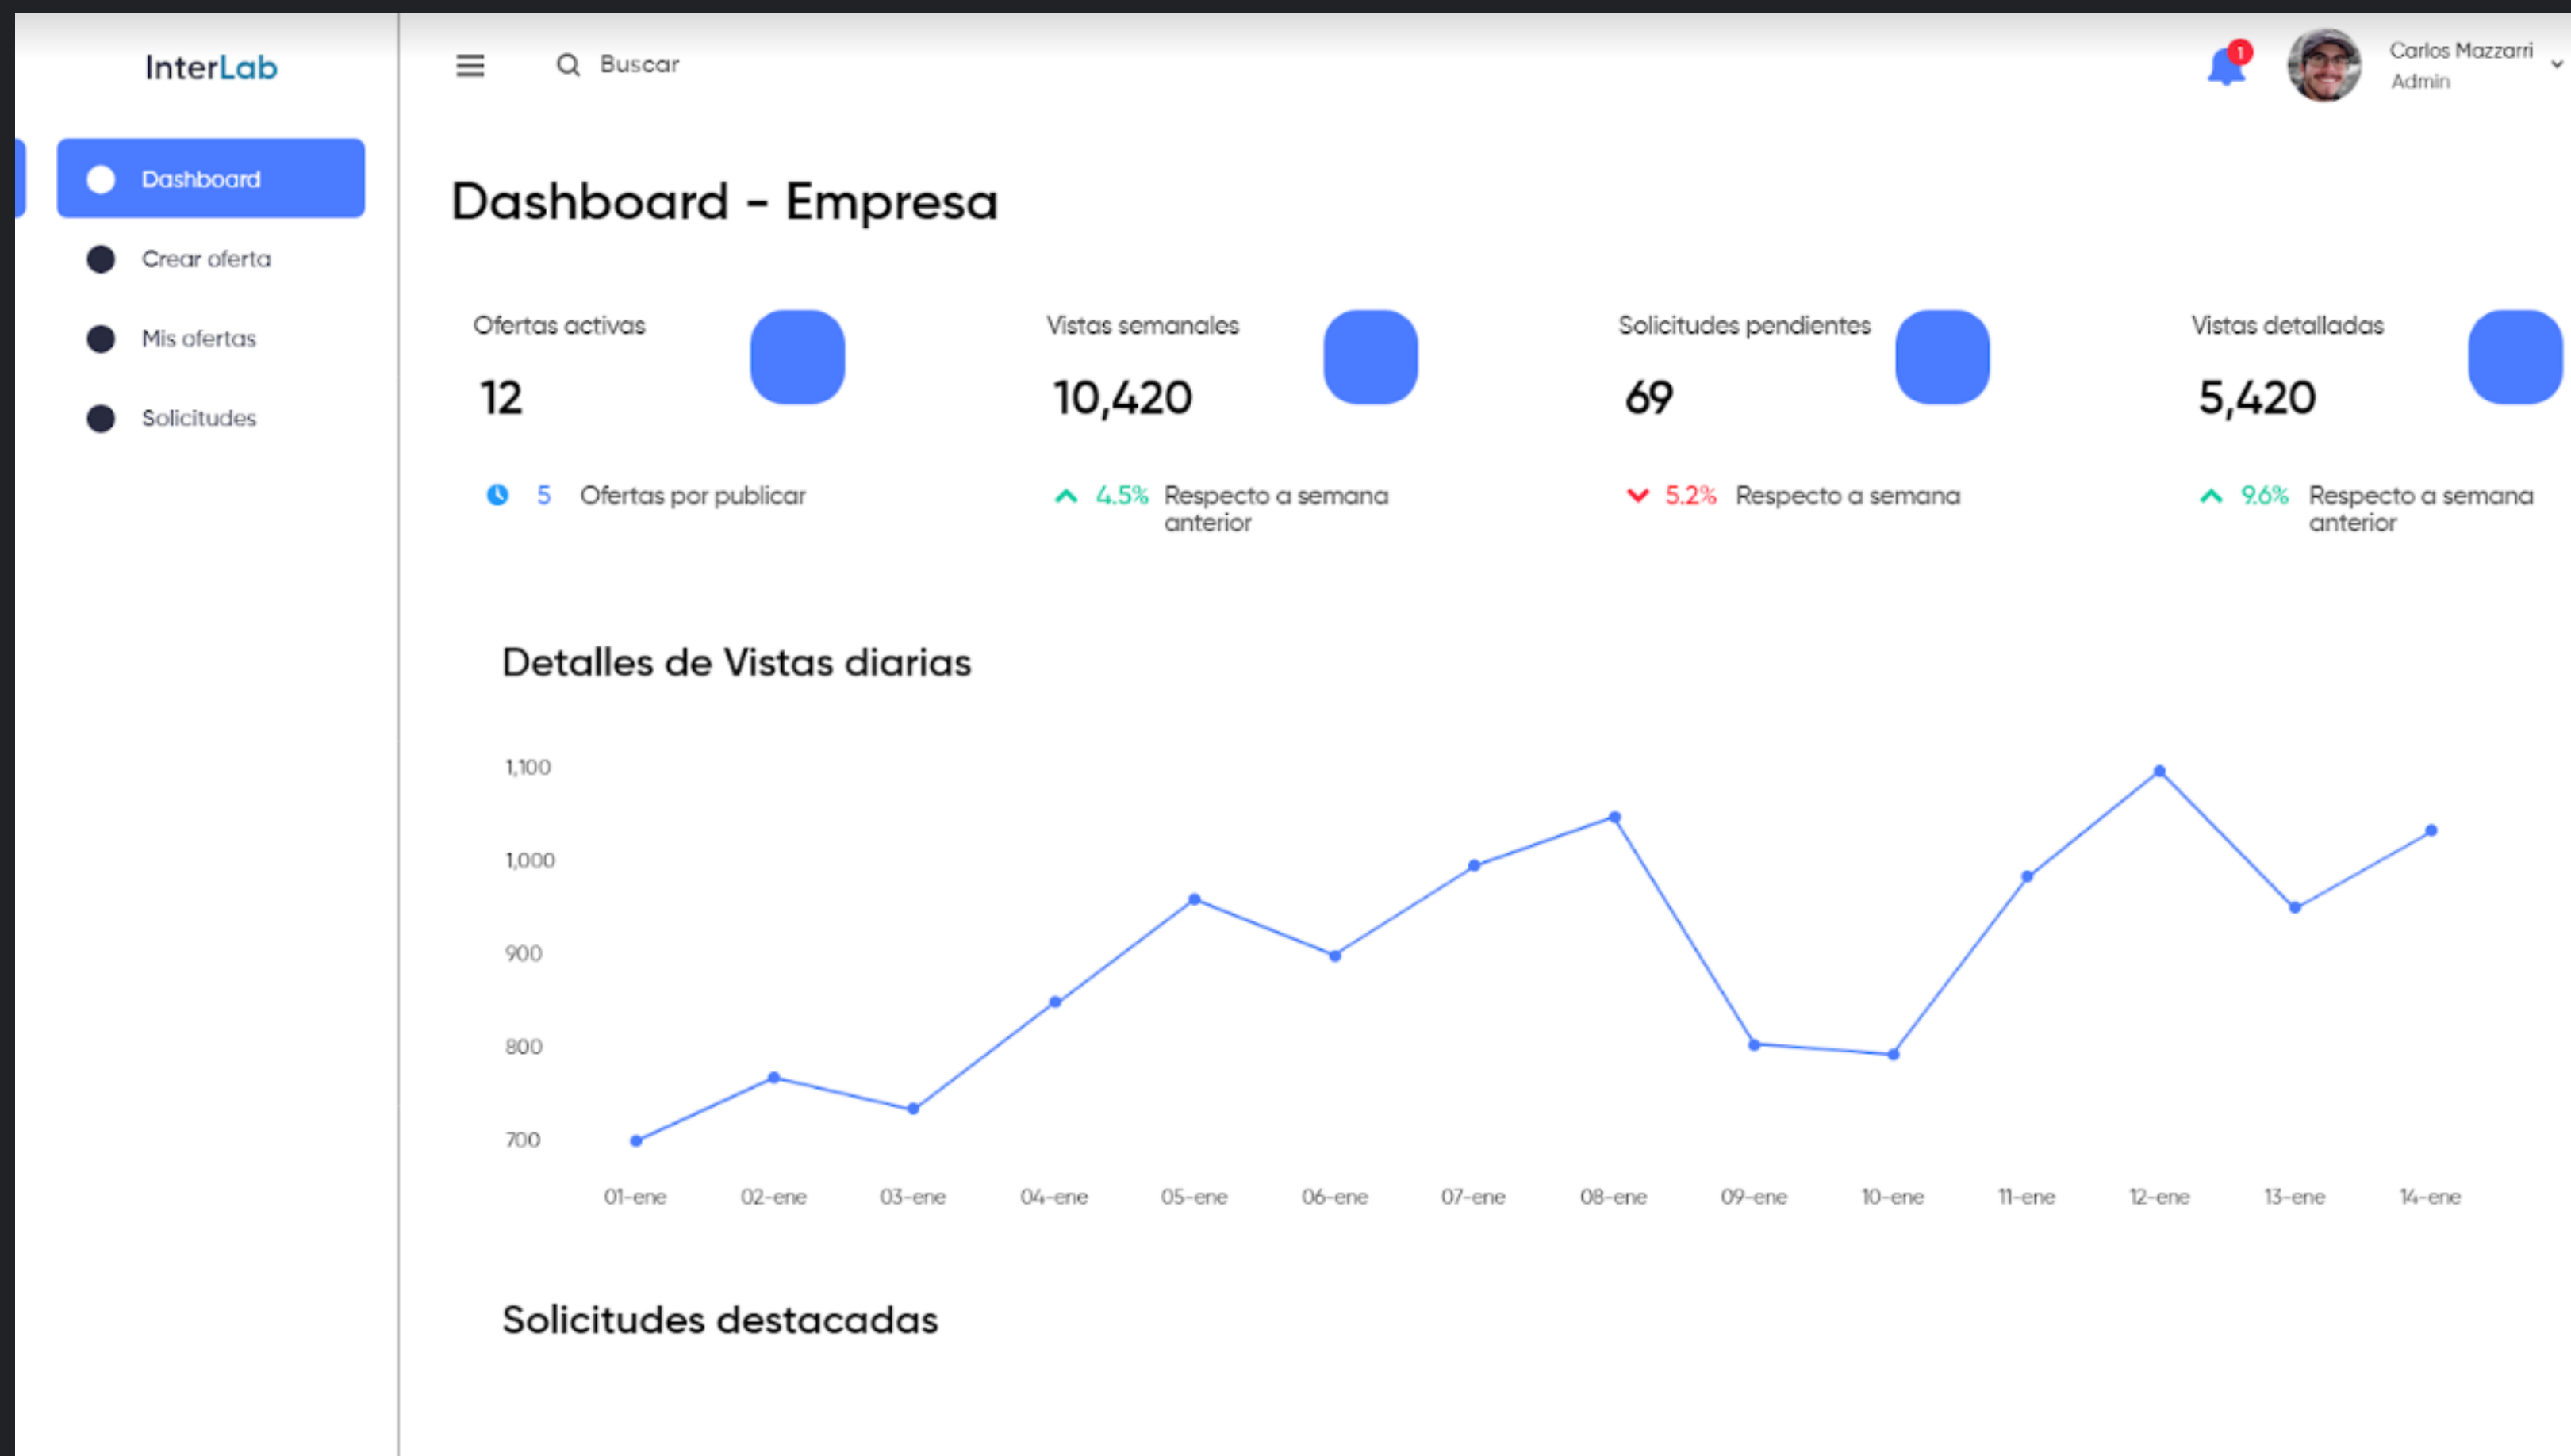 InterLab
Buscar
1
Carlos Mazzarri
Admin
Dashboard
Crear oferta
Mis ofertas
Solicitudes
Dashboard - Empresa
Ofertas activas
12
5 Ofertas por publicar
Vistas semanales
10,420
4.5% Respecto a semana
anterior
Solicitudes pendientes
69
5.2% Respecto a semana
Vistas detalladas
5,420
9.6% Respecto a semana
anterior
Detalles de Vistas diarias
1,100
1,000
900
800
700
01-ene 02-ene 03-ene 04-ene 05-ene 06-ene 07-ene 08-ene 09-ene 10-ene 11-ene 12-ene 13-ene 14-ene
Solicitudes destacadas